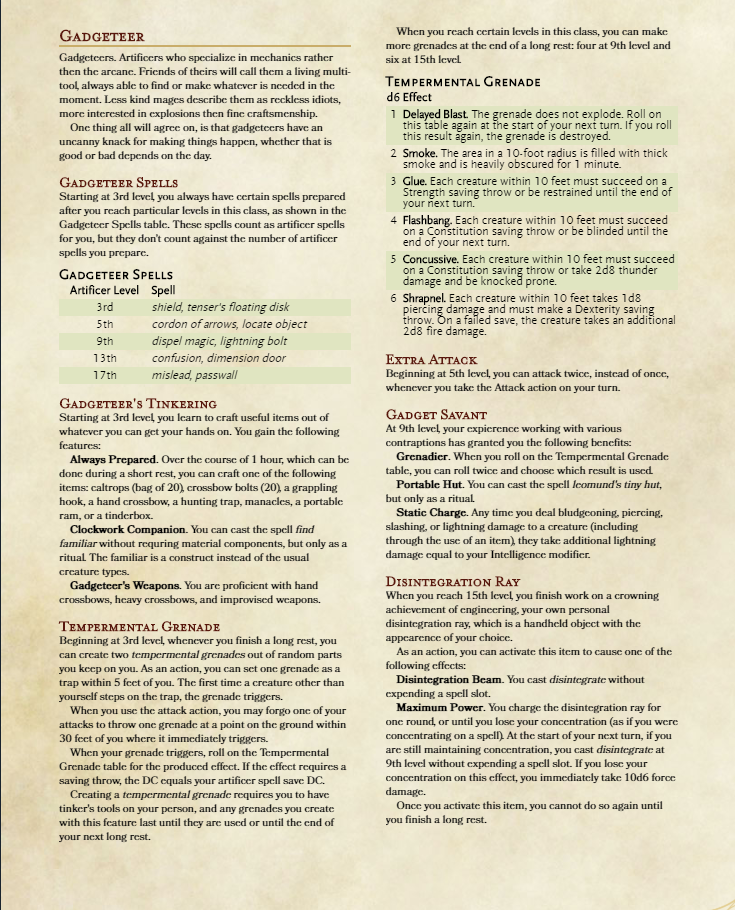 Gadgeteer
Gadgeteers. Artificers who specialize in mechanics rather
then the arcane. Friends of theirs will call them a living multi-
tool, always able to find or make whatever is needed in the
moment. Less kind mages describe them as reckless idiots,
more interested in explosions then fine craftsmenship.
One thing all will agree on, is that gadgeteers have an
uncanny knack for making things happen, whether that is
good or bad depends on the day.
Gadgeteer Spells
Starting at 3rd level, you always have certain spells prepared
after you reach particular levels in this class, as shown in the
Gadgeteer Spells table. These spells count as artificer spells
for you, but they don't count against the number of artificer
spells you prepare.
Gadgeteer Spells
Artificer Level Spell
3rd shield, tenser's floating disk
5th cordon of arrows, locate object
9th dispel magic, lightning bolt
13th confusion, dimension door
17th mislead, passwall
Gadgeteer's Tinkering
Starting at 3rd level, you learn to craft useful items out of
whatever you can get your hands on. You gain the following
features:
Always Prepared. Over the course of 1 hour, which can be
done during a short rest, you can craft one of the following
items: caltrops (bag of 20), crossbow bolts (20), a grappling
hook, a hand crossbow, a hunting trap, manacles, a portable
ram, or a tinderbox.
Clockwork Companion. You can cast the spell find
familiar without requring material components, but only as a
ritual. The familiar is a construct instead of the usual
creature types.
Gadgeteer's Weapons. You are proficient with hand
crossbows, heavy crossbows, and improvised weapons.
Tempermental Grenade
Beginning at 3rd level, whenever you finish a long rest, you
can create two tempermental grenades out of random parts
you keep on you. As an action, you can set one grenade as a
trap within 5 feet of you. The first time a creature other than
yourself steps on the trap, the grenade triggers.
When you use the attack action, you may forgo one of your
attacks to throw one grenade at a point on the ground within
30 feet of you where it immediately triggers.
When your grenade triggers, roll on the Tempermental
Grenade table for the produced effect. If the effect requires a
saving throw, the DC equals your artificer spell save DC.
Creating a tempermental grenade requires you to have
tinker's tools on your person, and any grenades you create
with this feature last until they are used or until the end of
your next long rest.
When you reach certain levels in this class, you can make
more grenades at the end of a long rest: four at 9th level and
six at 15th level.
Tempermental Grenade
d6 Effect
1 Delayed Blast. The grenade does not explode. Roll on
this table again at the start of your next turn. If you roll
this result again, the grenade is destroyed.
2 Smoke. The area in a 10-foot radius is filled with thick
smoke and is heavily obscured for 1 minute.
3 Glue. Each creature within 10 feet must succeed on a
Strength saving throw or be restrained until the end of
your next turn.
4 Flashbang. Each creature within 10 feet must succeed
on a Constitution saving throw or be blinded until the
end of your next turn.
5 Concussive. Each creature within 10 feet must succeed
on a Constitution saving throw or take 2d8 thunder
damage and be knocked prone.
6 Shrapnel. Each creature within 10 feet takes 1d8
piercing damage and must make a Dexterity saving
throw. On a failed save, the creature takes an additional
2d8 fire damage.
Extra Attack
Beginning at 5th level, you can attack twice, instead of once,
whenever you take the Attack action on your turn.
Gadget Savant
At 9th level, your expierence working with various
contraptions has granted you the following benefits:
Grenadier. When you roll on the Tempermental Grenade
table, you can roll twice and choose which result is used.
Portable Hut. You can cast the spell leomund's tiny hut,
but only as a ritual.
Static Charge. Any time you deal bludgeoning, piercing,
slashing, or lightning damage to a creature (including
through the use of an item), they take additional lightning
damage equal to your Intelligence modifier.
Disintegration Ray
When you reach 15th level, you finish work on a crowning
achievement of engineering, your own personal
disintegration ray, which is a handheld object with the
appearance of your choice.
As an action, you can activate this item to cause one of the
following effects:
Disintegration Beam. You cast disintegrate without
expending a spell slot.
Maximum Power. You charge the disintegration ray for
one round, or until you lose your concentration (as if you were
concentrating on a spell). At the start of your next turn, if you
are still maintaining concentration, you cast disintegrate at
9th level without expending a spell slot. If you lose your
concentration on this effect, you immediately take 10d6 force
damage.
Once you activate this item, you cannot do so again until
you finish a long rest.